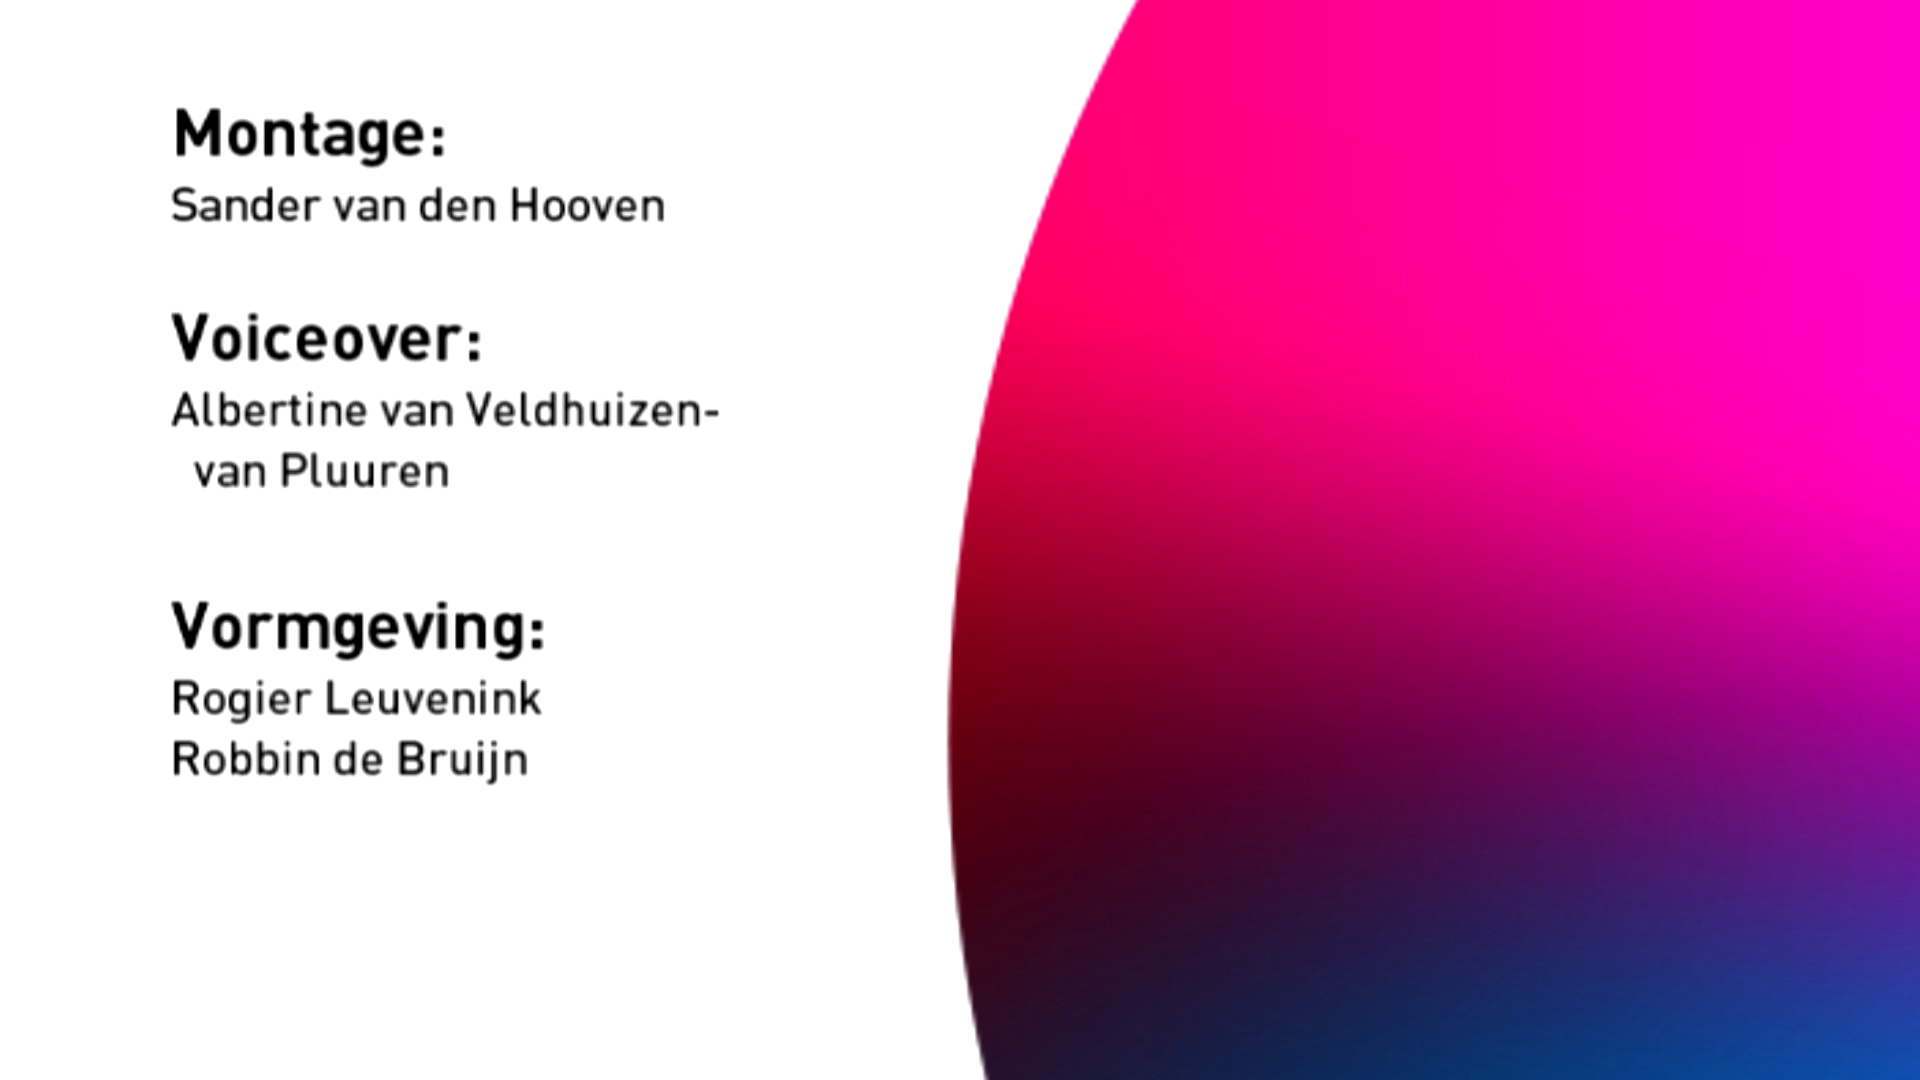 Montage:
Sander van den Hooven
Voiceover:
Albertine van Veldhuizen-
van Pluuren
Vormgeving:
Rogier Leuvenink
Robbin de Bruijn